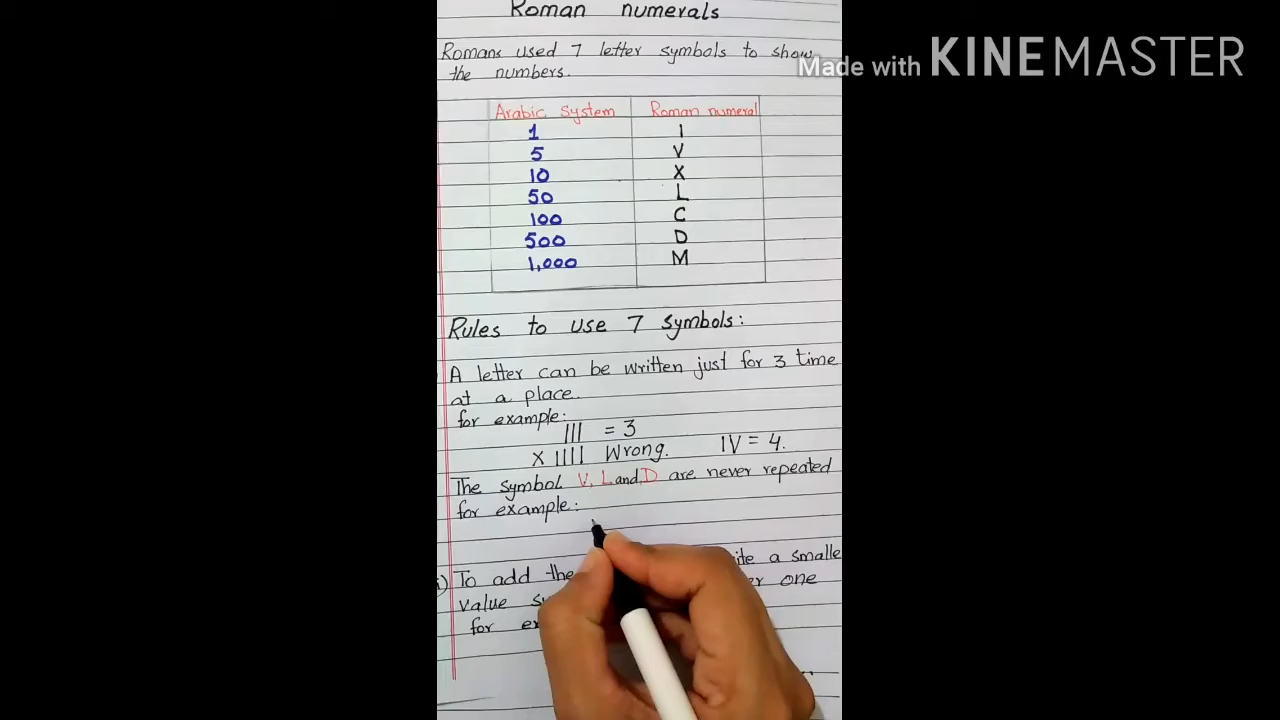 Roman numerals
Romans used 7 letter symbols to show
the numbers.
Made with KINEMASTER
Arabic system Roman numeral
1 I
5 V
10 X
50 L
100 C
500 D
1,000 M
Rules to use 7 symbols:
A letter can be written just for 3 time
at a place.
for example:
III = 3
X IIII Wrong. IV = 4.
The symbol V, L and D are never repeated
for example:
To add the a smaller
value one
for